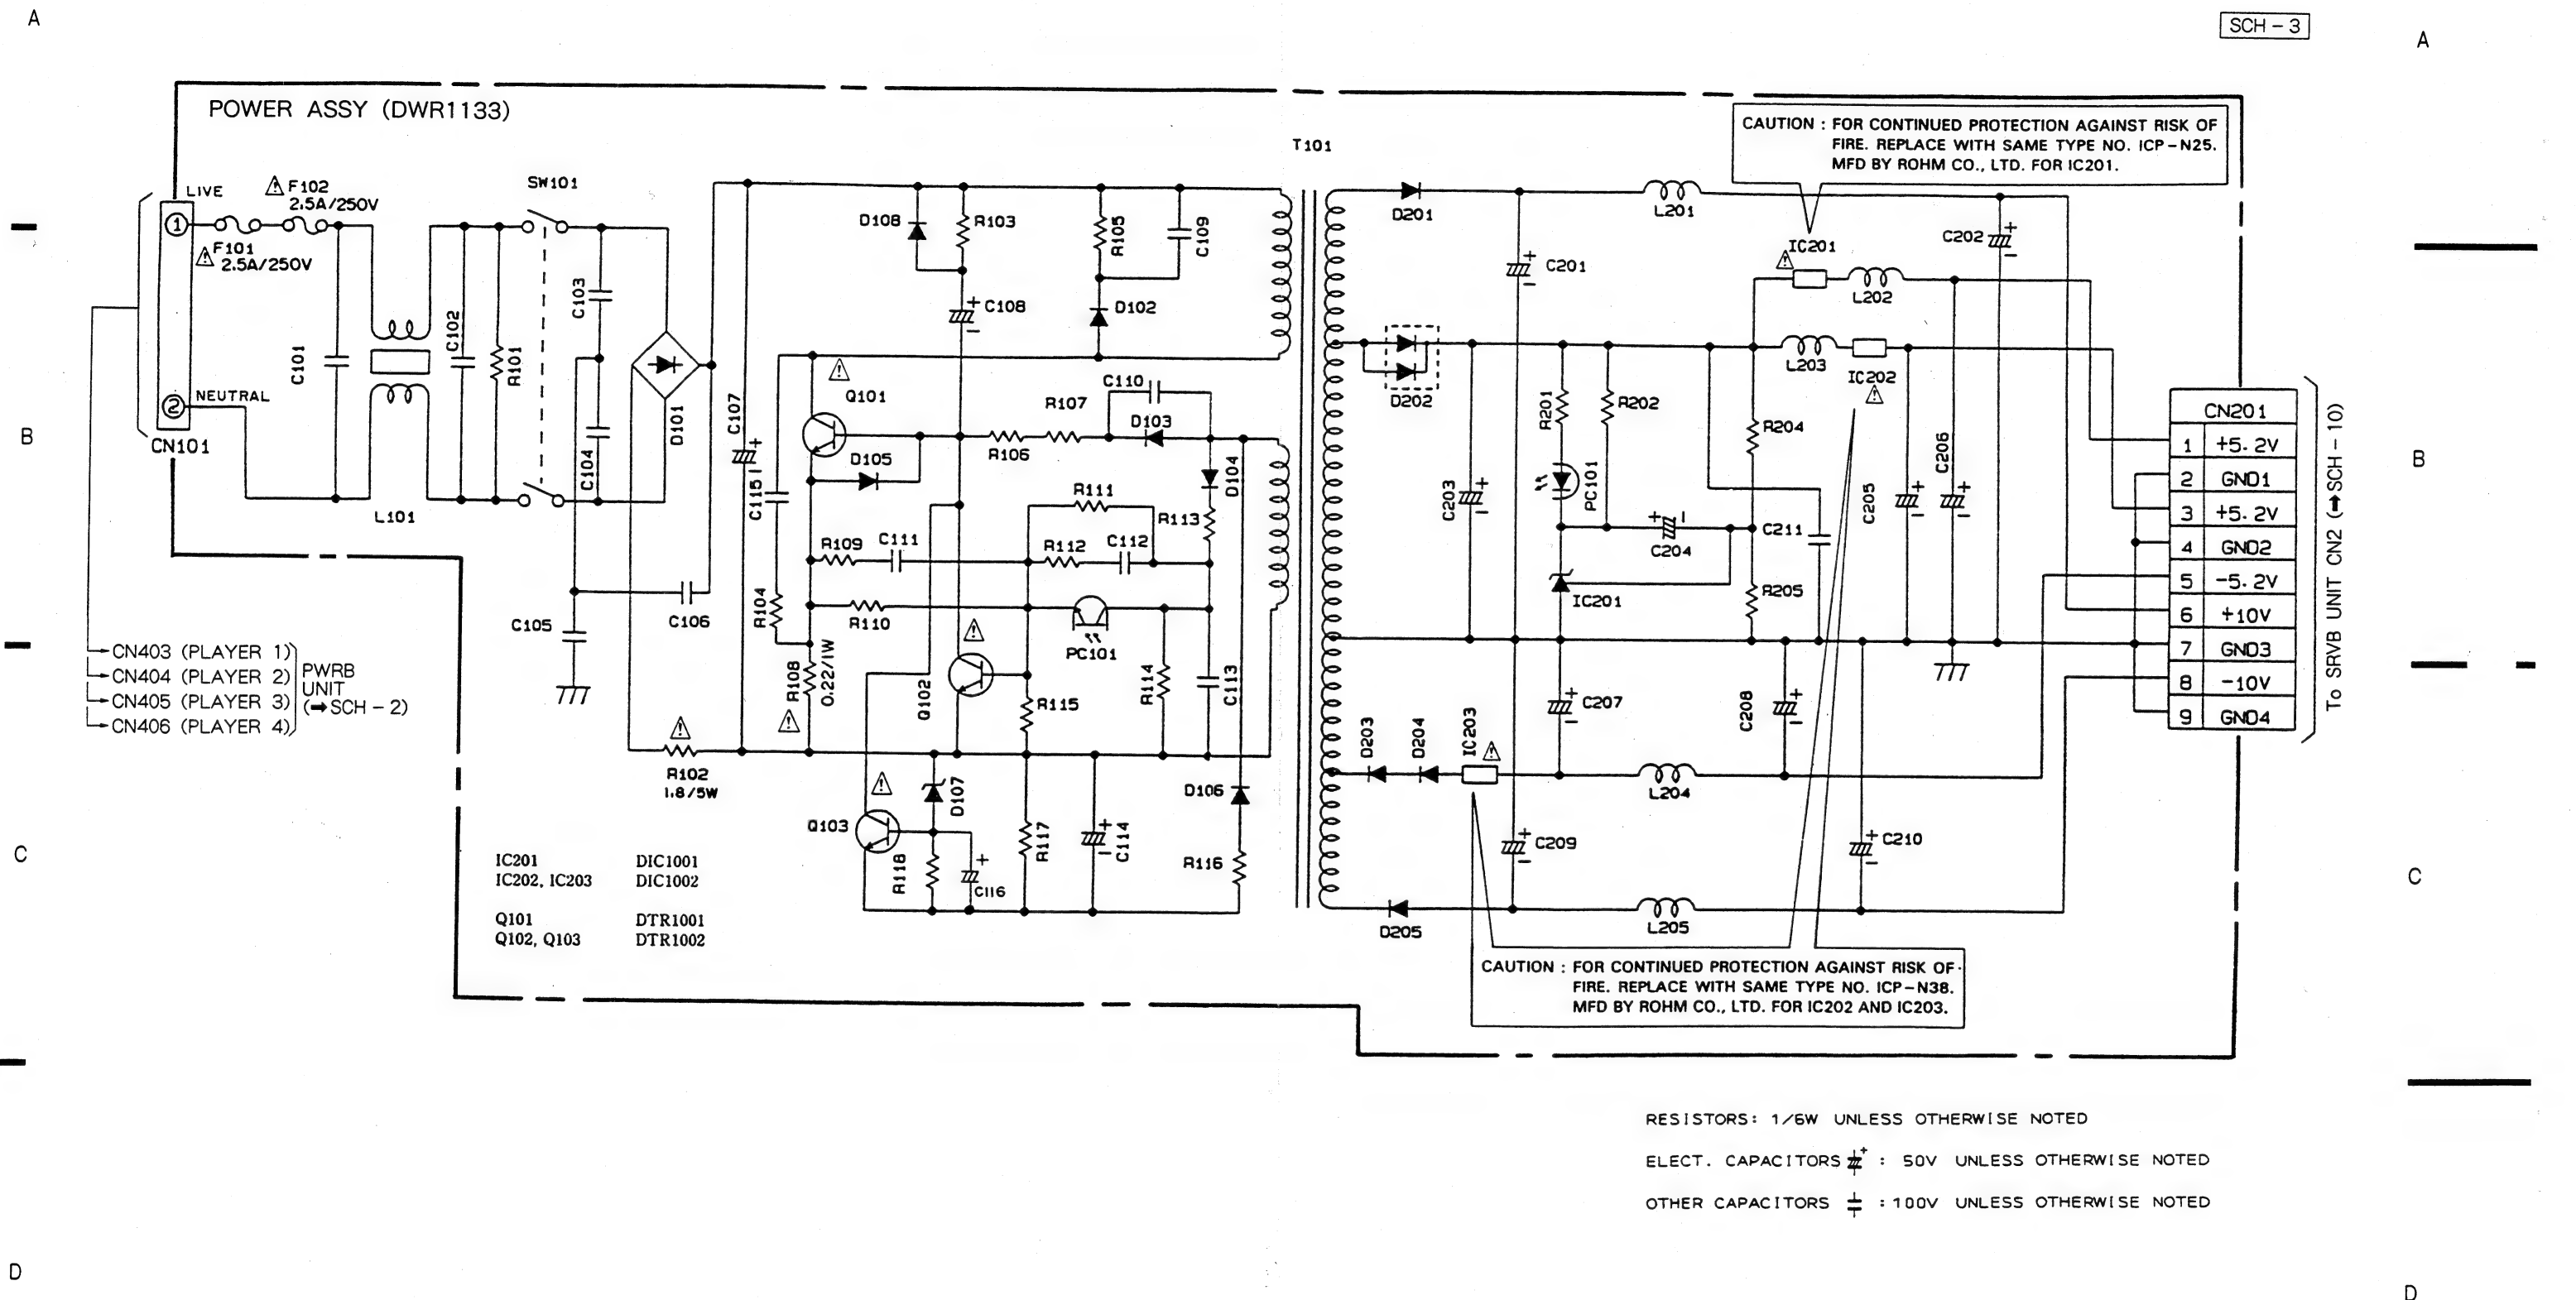 A
SCH-3
A
POWER ASSY (DWR1133)
CAUTION : FOR CONTINUED PROTECTION AGAINST RISK OF
FIRE. REPLACE WITH SAME TYPE NO. ICP-N25.
MFD BY ROHM CO., LTD. FOR IC201.
T101
LIVE
F102
2.5A/250V
SW101
1
F101
2.5A/250V
D108
R103
R105
C109
D201
L201
C202
IC201
C201
L202
C103
C108
D102
C101
C102
R101
L203
IC202
D202
2
NEUTRAL
CN101
D101
C107
Q101
C110
R107
D103
R106
D105
D104
R201
R202
R204
CN201
1 +5.2V
2 GND1
3 +5.2V
4 GND2
5 -5.2V
6 +10V
7 GND3
8 -10V
9 GND4
To SRVB UNIT CN2 (➡SCH-10)
B
B
C104
C115
L101
R111
R113
R109
C111
R112
C112
C203
PC101
C204
C211
C205
C206
IC201
R205
R104
R110
PC101
C105
C106
CN403 (PLAYER 1)
CN404 (PLAYER 2)
CN405 (PLAYER 3)
CN406 (PLAYER 4)
PWRB
UNIT
(➡SCH-2)
R108
0.22/1W
Q102
R115
R114
C113
C207
C208
D203
D204
IC203
L204
R102
1.8/5W
D107
D106
Q103
R118
C116
R117
C114
R116
C209
C210
C
C
IC201 DIC1001
IC202, IC203 DIC1002
Q101 DTR1001
Q102, Q103 DTR1002
D205
L205
CAUTION : FOR CONTINUED PROTECTION AGAINST RISK OF
FIRE. REPLACE WITH SAME TYPE NO. ICP-N38.
MFD BY ROHM CO., LTD. FOR IC202 AND IC203.
RESISTORS: 1/6W UNLESS OTHERWISE NOTED
ELECT. CAPACITORS : 50V UNLESS OTHERWISE NOTED
OTHER CAPACITORS : 100V UNLESS OTHERWISE NOTED
D
D